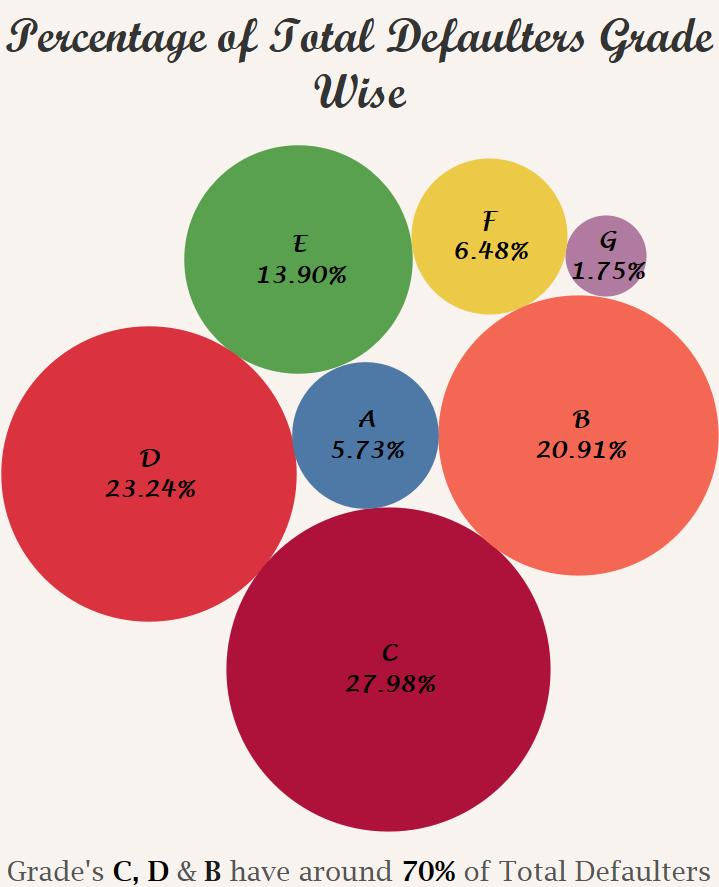 Percentage of Total Defaulters Grade
Wise
E
13.90%
F
6.48%
G
1.75%
A
5.73%
B
20.91%
D
23.24%
C
27.98%
Grade's C, D & B have around 70% of Total Defaulters